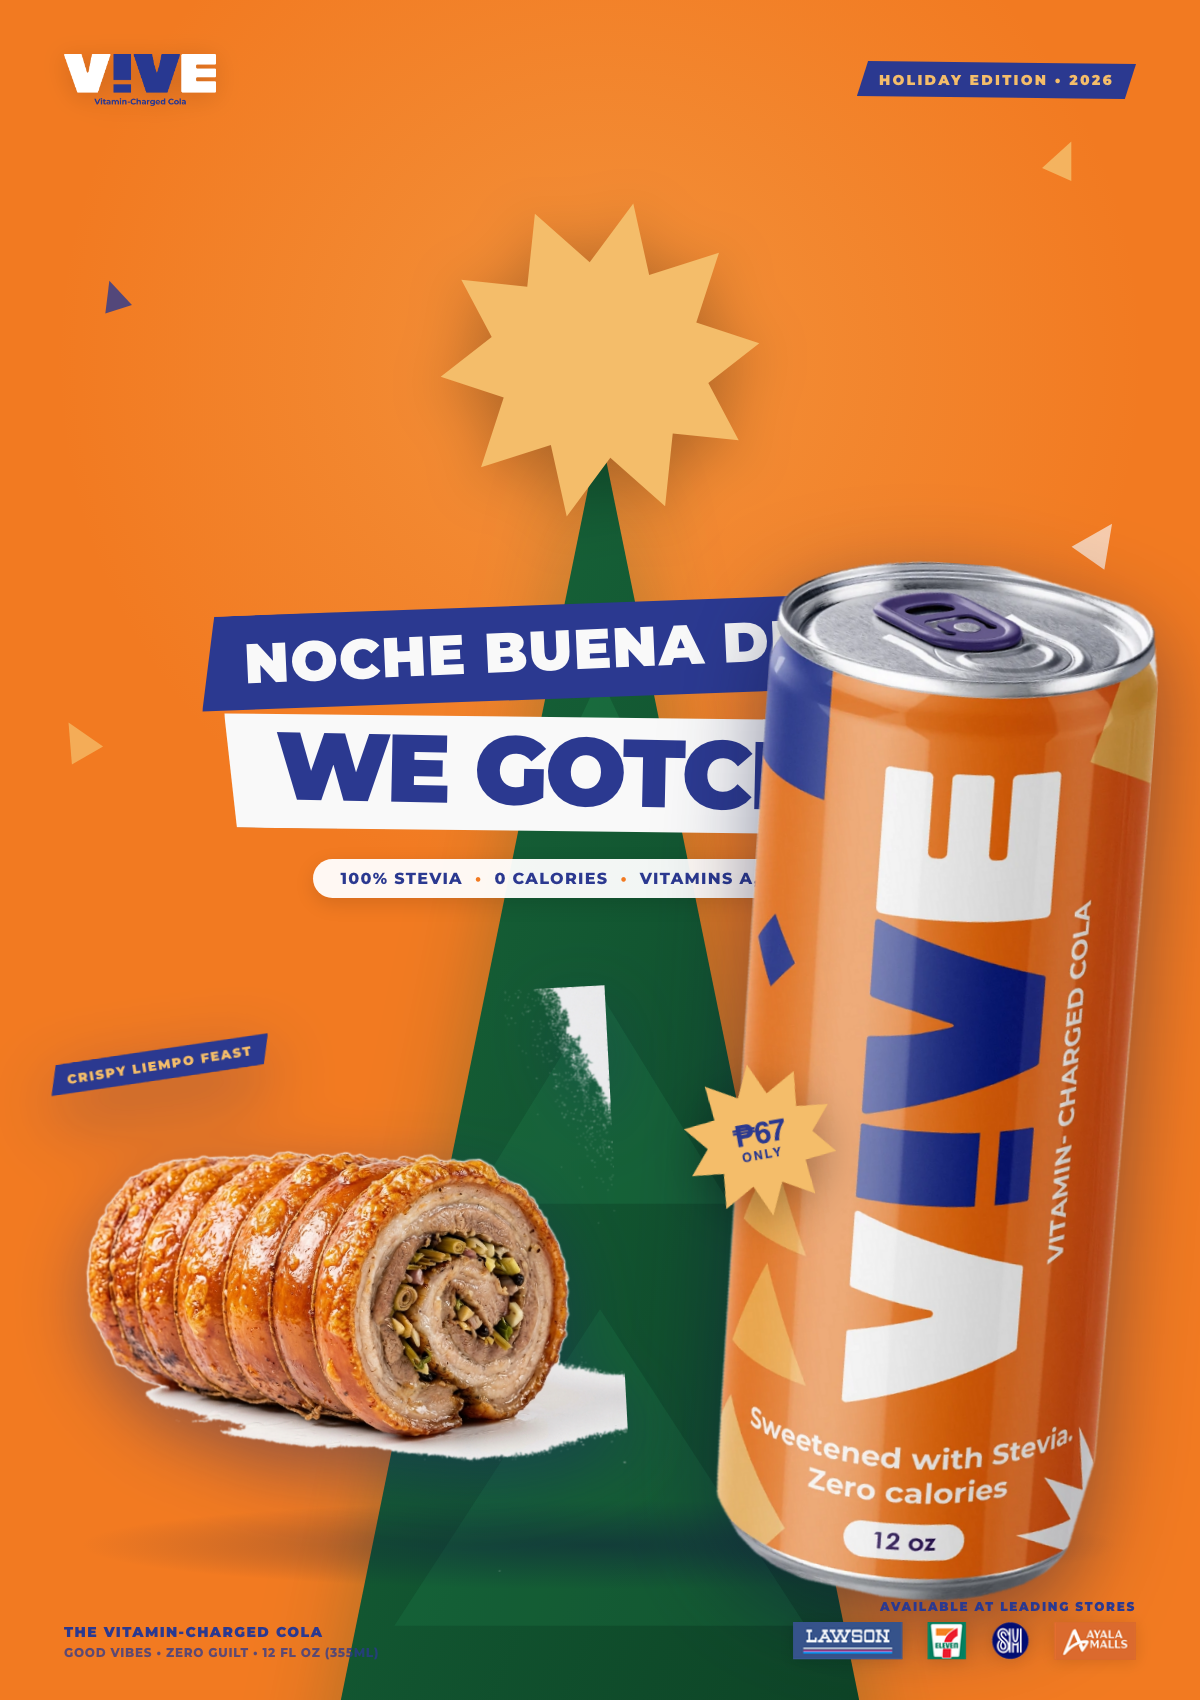 V!VE
Vitamin-Charged Cola
HOLIDAY EDITION • 2026
NOCHE BUENA
WE
100% STEVIA • 0 CALORIES • VITAMINS A
CRISPY LIEMPO FEAST
₱67
ONLY
V!VE
VITAMIN- CHARGED COLA
Sweetened with Stevia.
Zero calories
12 oz
AVAILABLE AT LEADING STORES
THE VITAMIN-CHARGED COLA
GOOD VIBES • ZERO GUILT • 12 FL OZ
LAWSON
7 ELEVEN
SM
AYALA
MALLS